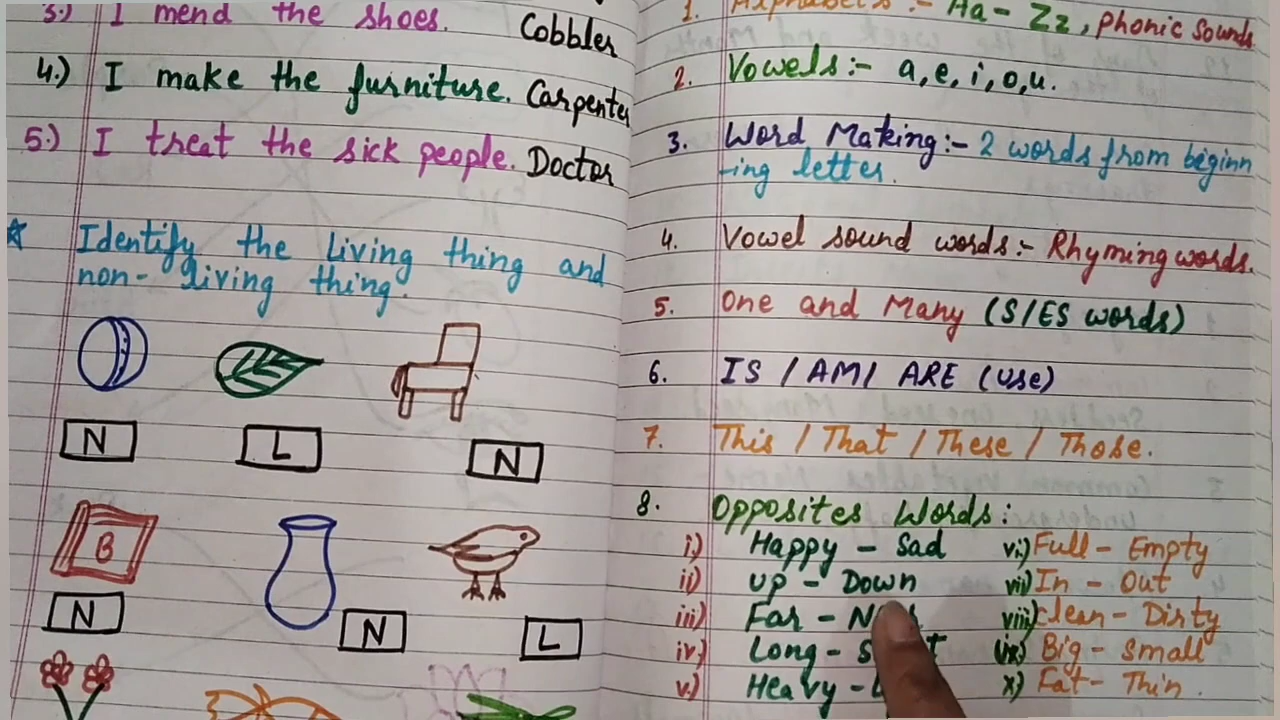 3.) I mend the shoes. Cobbler
4.) I make the furniture. Carpente
5.) I treat the sick people. Doctor
Identify the Living thing and
non-living thing.
N L N
B
N N L
1. Alphabets :- Aa - Zz, phonic sounds
2. Vowels :- a, e, i, o, u.
3. Word Making :- 2 words from beginn
-ing letter.
4. Vowel sound words :- Rhyming words.
5. One and Many (S/ES words)
6. IS / AM / ARE (use)
7. This / That / These / Those.
8. Opposites Words :
i) Happy - Sad vi) Full - Empty
ii) Up - Down vii) In - Out
iii) Far - viii) Clean - Dirty
iv) Long - ix) Big - Small
v) Heavy - x) Fat - Thin.